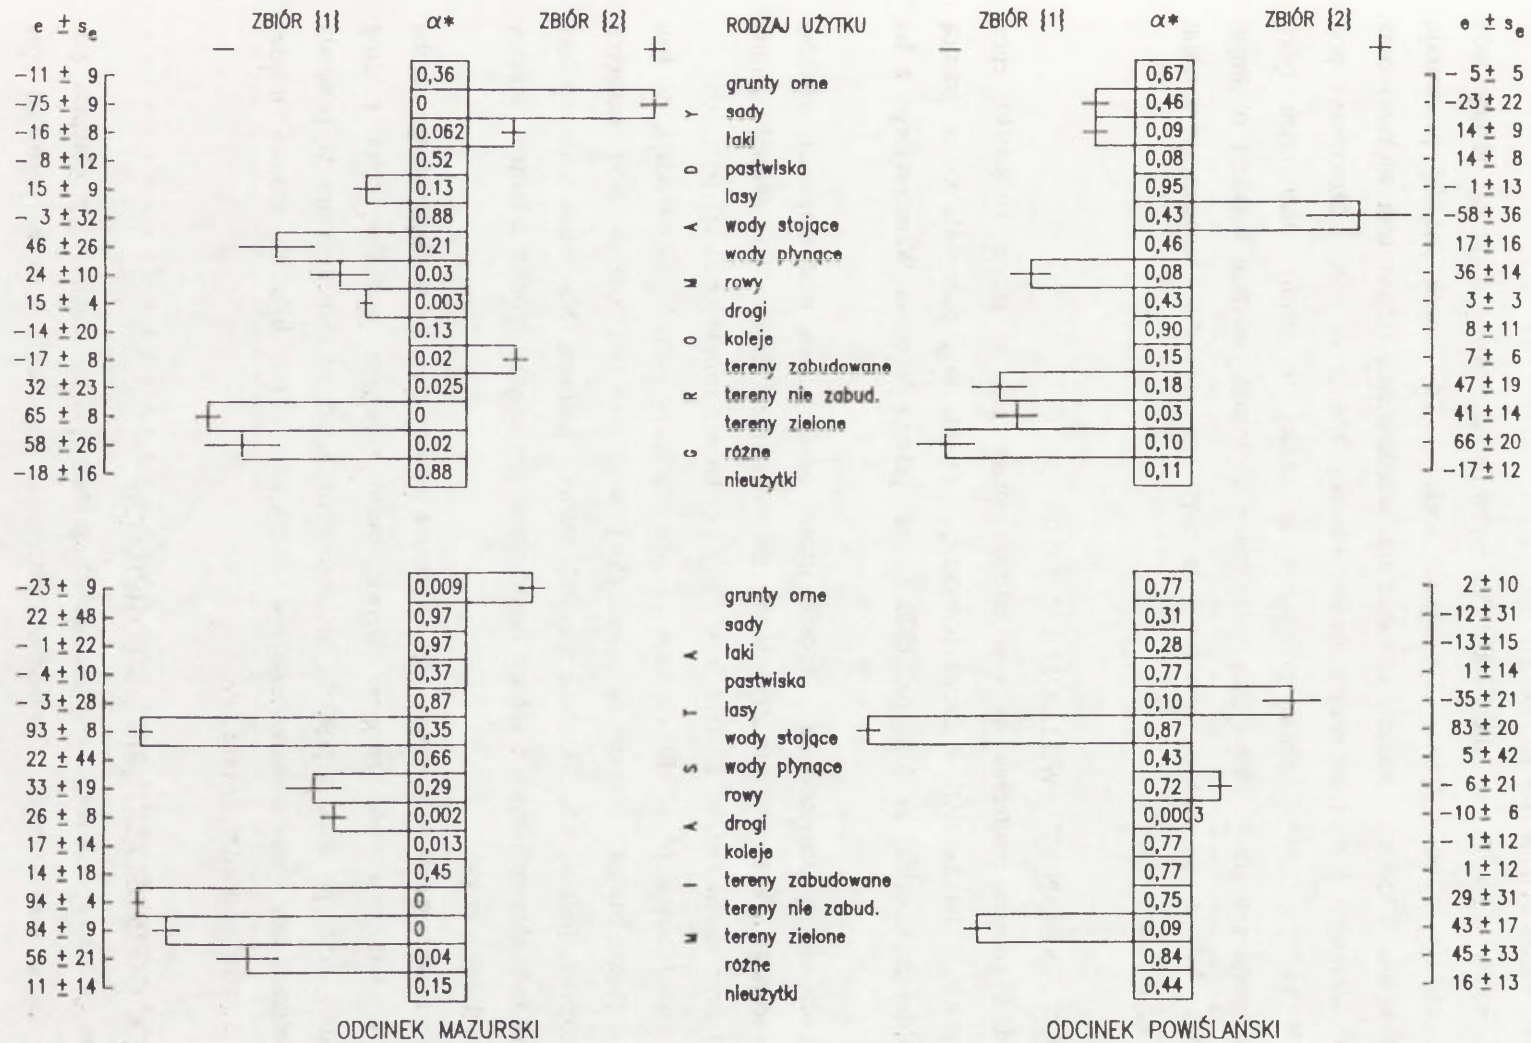 e ± sₑ ZBIÓR {1} α* ZBIÓR {2} RODZAJ UŻYTKU ZBIÓR {1} α* ZBIÓR {2} e ± sₑ
− + − +
GROMADY
-11 ± 9 0,36 grunty orne 0,67 - 5 ± 5
-75 ± 9 0 sady 0,46 -23 ± 22
-16 ± 8 0.062 łaki 0,09 14 ± 9
- 8 ± 12 0.52 pastwiska 0,08 14 ± 8
15 ± 9 0.13 lasy 0,95 - 1 ± 13
- 3 ± 32 0.88 wody stojące 0,43 -58 ± 36
46 ± 26 0.21 wody płynące 0,46 17 ± 16
24 ± 10 0.03 rowy 0,08 36 ± 14
15 ± 4 0.003 drogi 0,43 3 ± 3
-14 ± 20 0.13 koleje 0,90 8 ± 11
-17 ± 8 0.02 tereny zabudowane 0,15 7 ± 6
32 ± 23 0.025 tereny nie zabud. 0,18 47 ± 19
65 ± 8 0 tereny zielone 0,03 41 ± 14
58 ± 26 0.02 różne 0,10 66 ± 20
-18 ± 16 0.88 nieużytki 0,11 -17 ± 12
MIASTA
-23 ± 9 0,009 grunty orne 0,77 2 ± 10
22 ± 48 0,97 sady 0,31 -12 ± 31
- 1 ± 22 0,97 łaki 0,28 -13 ± 15
- 4 ± 10 0,37 pastwiska 0,77 1 ± 14
- 3 ± 28 0,87 lasy 0,10 -35 ± 21
93 ± 8 0,35 wody stojące 0,87 83 ± 20
22 ± 44 0,66 wody płynące 0,43 5 ± 42
33 ± 19 0,29 rowy 0,72 - 6 ± 21
26 ± 8 0,002 drogi 0,0003 -10 ± 6
17 ± 14 0,013 koleje 0,77 - 1 ± 12
14 ± 18 0,45 tereny zabudowane 0,77 1 ± 12
94 ± 4 0 tereny nie zabud. 0,75 29 ± 31
84 ± 9 0 tereny zielone 0,09 43 ± 17
56 ± 21 0,04 różne 0,84 45 ± 33
11 ± 14 0,15 nieużytki 0,44 16 ± 13
ODCINEK MAZURSKI ODCINEK POWIŚLAŃSKI